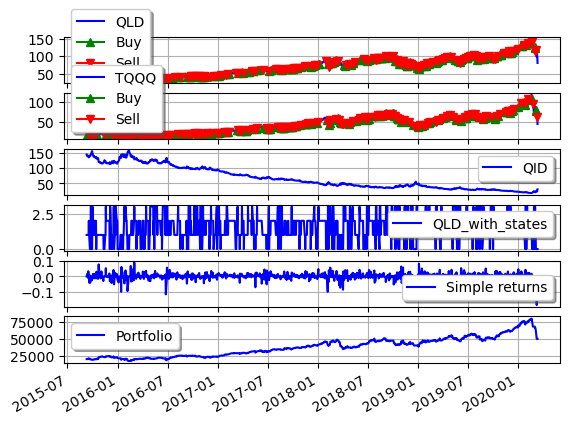 QLD
Buy
Sell
150
100
50
TQQQ
Buy
Sell
100
50
150
100
50
QID
2.5
0.0
QLD_with_states
0.1
0.0
−0.1
Simple returns
75000
50000
25000
Portfolio
2015-07
2016-01
2016-07
2017-01
2017-07
2018-01
2018-07
2019-01
2019-07
2020-01